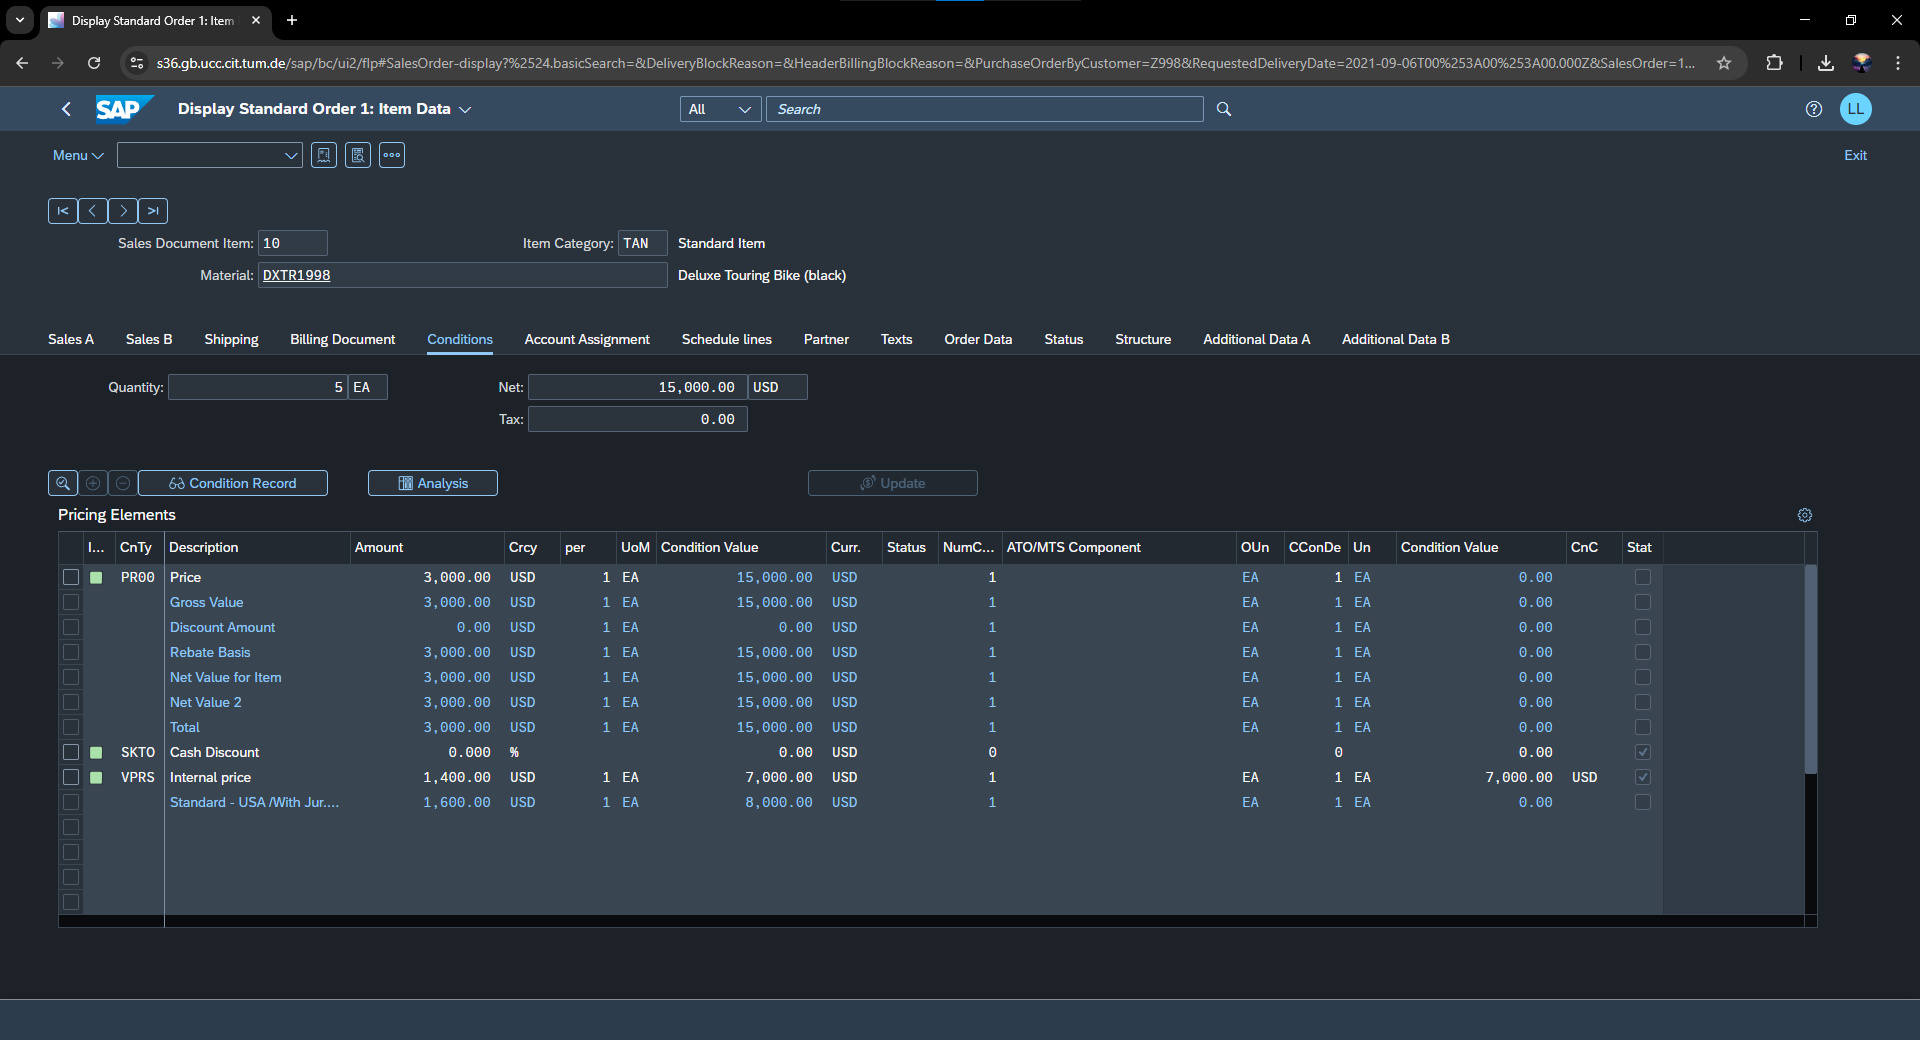 Display Standard Order 1: Item
s36.gb.ucc.cit.tum.de/sap/bc/ui2/flp#SalesOrder-display?%2524.basicSearch=&DeliveryBlockReason=&HeaderBillingBlockReason=&PurchaseOrderByCustomer=Z998&RequestedDeliveryDate=2021-09-06T00%253A00%253A00.000Z&SalesOrder=1...
SAP Display Standard Order 1: Item Data All Search LL
Menu Exit
Sales Document Item: 10 Item Category: TAN Standard Item
Material: DXTR1998 Deluxe Touring Bike (black)
Sales A Sales B Shipping Billing Document Conditions Account Assignment Schedule lines Partner Texts Order Data Status Structure Additional Data A Additional Data B
Quantity: 5 EA Net: 15,000.00 USD
Tax: 0.00
Condition Record Analysis Update
Pricing Elements
I... CnTy Description Amount Crcy per UoM Condition Value Curr. Status NumC... ATO/MTS Component OUn CConDe Un Condition Value CnC Stat
PR00 Price 3,000.00 USD 1 EA 15,000.00 USD 1 EA 1 EA 0.00
Gross Value 3,000.00 USD 1 EA 15,000.00 USD 1 EA 1 EA 0.00
Discount Amount 0.00 USD 1 EA 0.00 USD 1 EA 1 EA 0.00
Rebate Basis 3,000.00 USD 1 EA 15,000.00 USD 1 EA 1 EA 0.00
Net Value for Item 3,000.00 USD 1 EA 15,000.00 USD 1 EA 1 EA 0.00
Net Value 2 3,000.00 USD 1 EA 15,000.00 USD 1 EA 1 EA 0.00
Total 3,000.00 USD 1 EA 15,000.00 USD 1 EA 1 EA 0.00
SKTO Cash Discount 0.000 % 0.00 USD 0 0 0.00
VPRS Internal price 1,400.00 USD 1 EA 7,000.00 USD 1 EA 1 EA 7,000.00 USD
Standard - USA /With Jur.... 1,600.00 USD 1 EA 8,000.00 USD 1 EA 1 EA 0.00